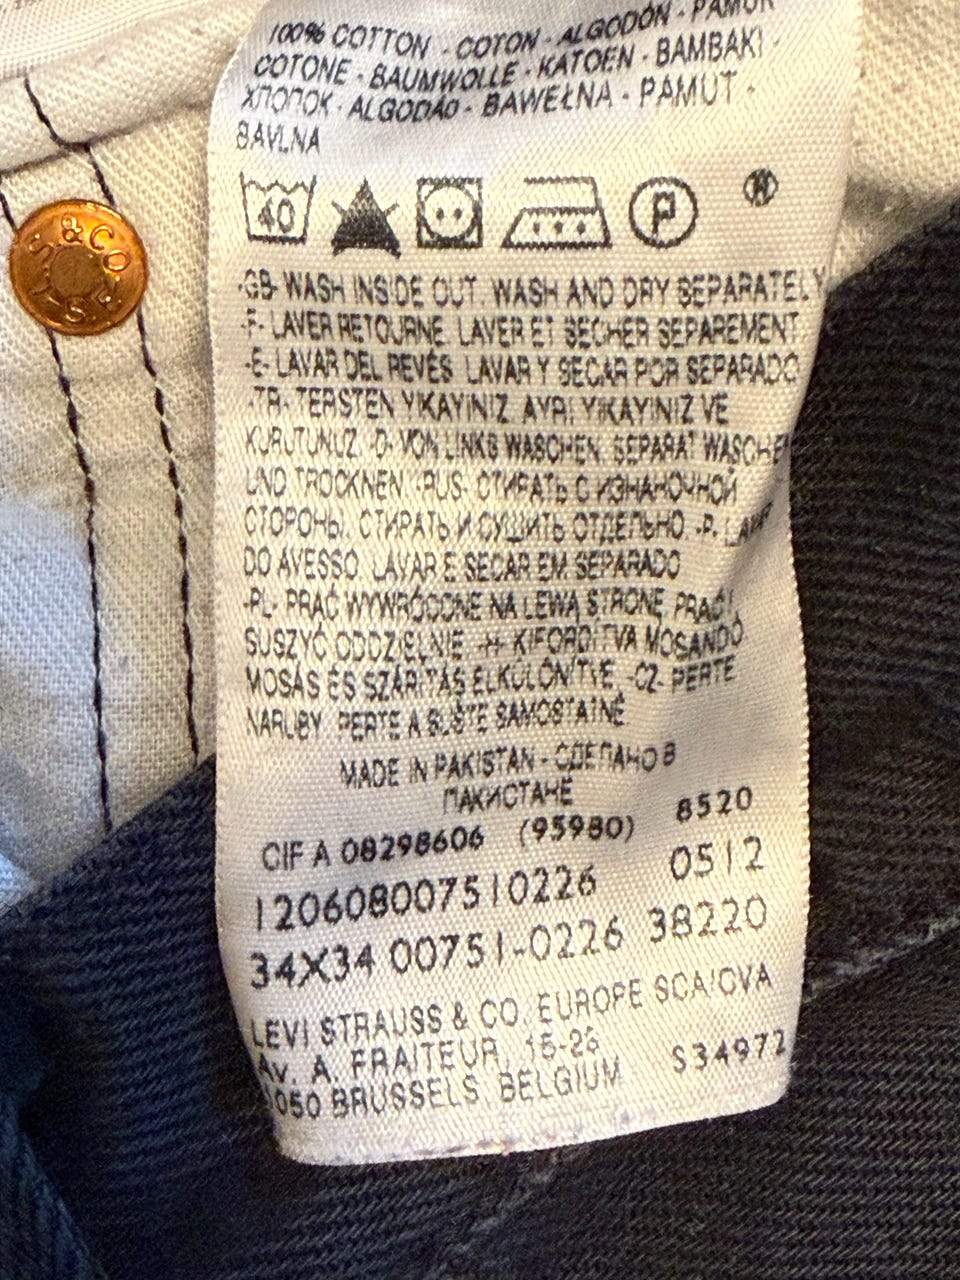 100% COTTON - COTON - ALGODÓN - PAMUK
COTONE - BAUMWOLLE - KATOEN - BAMBAKI -
ХЛОПОК - ALGODÃO - BAWEŁNA - PAMUT -
BAVLNA
40 P ®
-GB- WASH INSIDE OUT. WASH AND DRY SEPARATELY
-F- LAVER RETOURNE. LAVER ET SECHER SEPAREMENT
-E- LAVAR DEL REVÉS. LAVAR Y SECAR POR SEPARADO
-TR- TERSTEN YIKAYINIZ. AYRI YIKAYINIZ VE
KURUTUNUZ. -D- VON LINKS WASCHEN. SEPARAT WASCHEN
UND TROCKNEN. -RUS- СТИРАТЬ С ИЗНАНОЧНОЙ
СТОРОНЫ. СТИРАТЬ И СУШИТЬ ОТДЕЛЬНО. -P- LAVAR
DO AVESSO. LAVAR E SECAR EM SEPARADO
-PL- PRAĆ WYWRÓCONE NA LEWĄ STRONĘ. PRAĆ I
SUSZYĆ ODDZIELNIE. -H- KIFORDÍTVA MOSANDÓ
MOSÁS ÉS SZÁRÍTÁS ELKÜLÖNÍTVE. -CZ- PERTE
NARUBY. PERTE A SUŠTE SAMOSTATNĚ
MADE IN PAKISTAN - СДЕЛАНО В
ПАКИСТАНЕ
CIF A 08298606 (95980) 8520
120608007510226 0512
34X34 00751-0226 38220
LEVI STRAUSS & CO. EUROPE SCA/CVA
Av. A. FRAITEUR, 15-26
1050 BRUSSELS, BELGIUM S34972